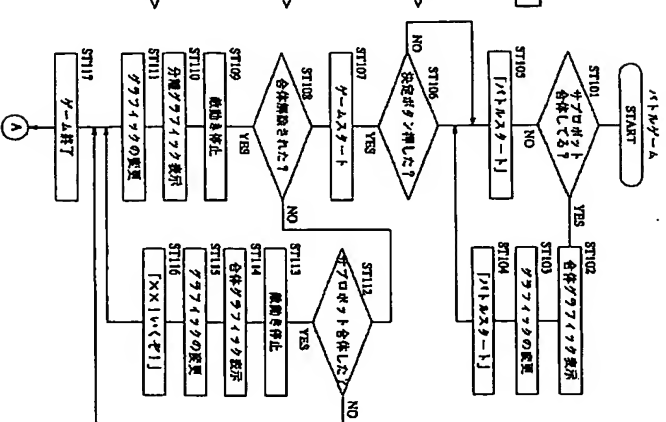 バトルゲーム
START
ST101
サブロボット
合体してる?
YES
NO
ST102
合体グラフィック表示
ST103
グラフィックの変更
ST104
「バトルスタート」
ST105
「バトルスタート」
ST106
決定ボタン押した?
NO
YES
ST107
ゲームスタート
ST108
合体解除された?
NO
YES
ST109
敵動き停止
ST110
分離グラフィック表示
ST111
グラフィックの変更
ST112
サブロボット合体した?
NO
YES
ST113
敵動き停止
ST114
合体グラフィック表示
ST115
グラフィックの変更
ST116
「××!いくぞ!」
ST117
ゲーム終了
A